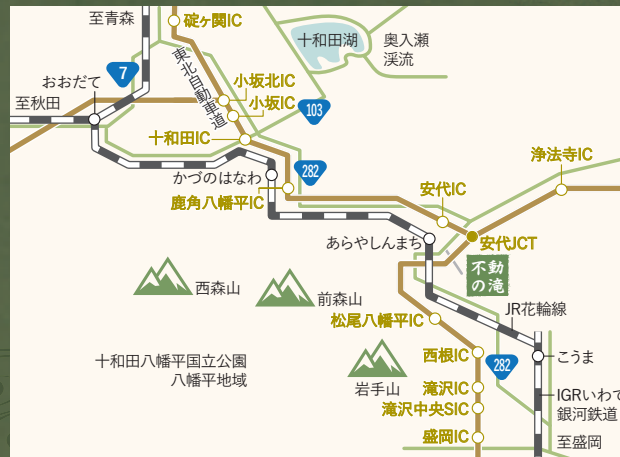 至青森
碇ヶ関IC
十和田湖
奥入瀬
渓流
7
東北自動車道
おおだて
小坂北IC
至秋田
小坂IC
103
十和田IC
浄法寺IC
かづのはなわ
282
鹿角八幡平IC
安代IC
あらやしんまち
安代JCT
不動
の滝
西森山
前森山
JR花輪線
松尾八幡平IC
十和田八幡平国立公園
八幡平地域
西根IC
282
こうま
岩手山
滝沢IC
IGRいわて
銀河鉄道
滝沢中央SIC
盛岡IC
至盛岡